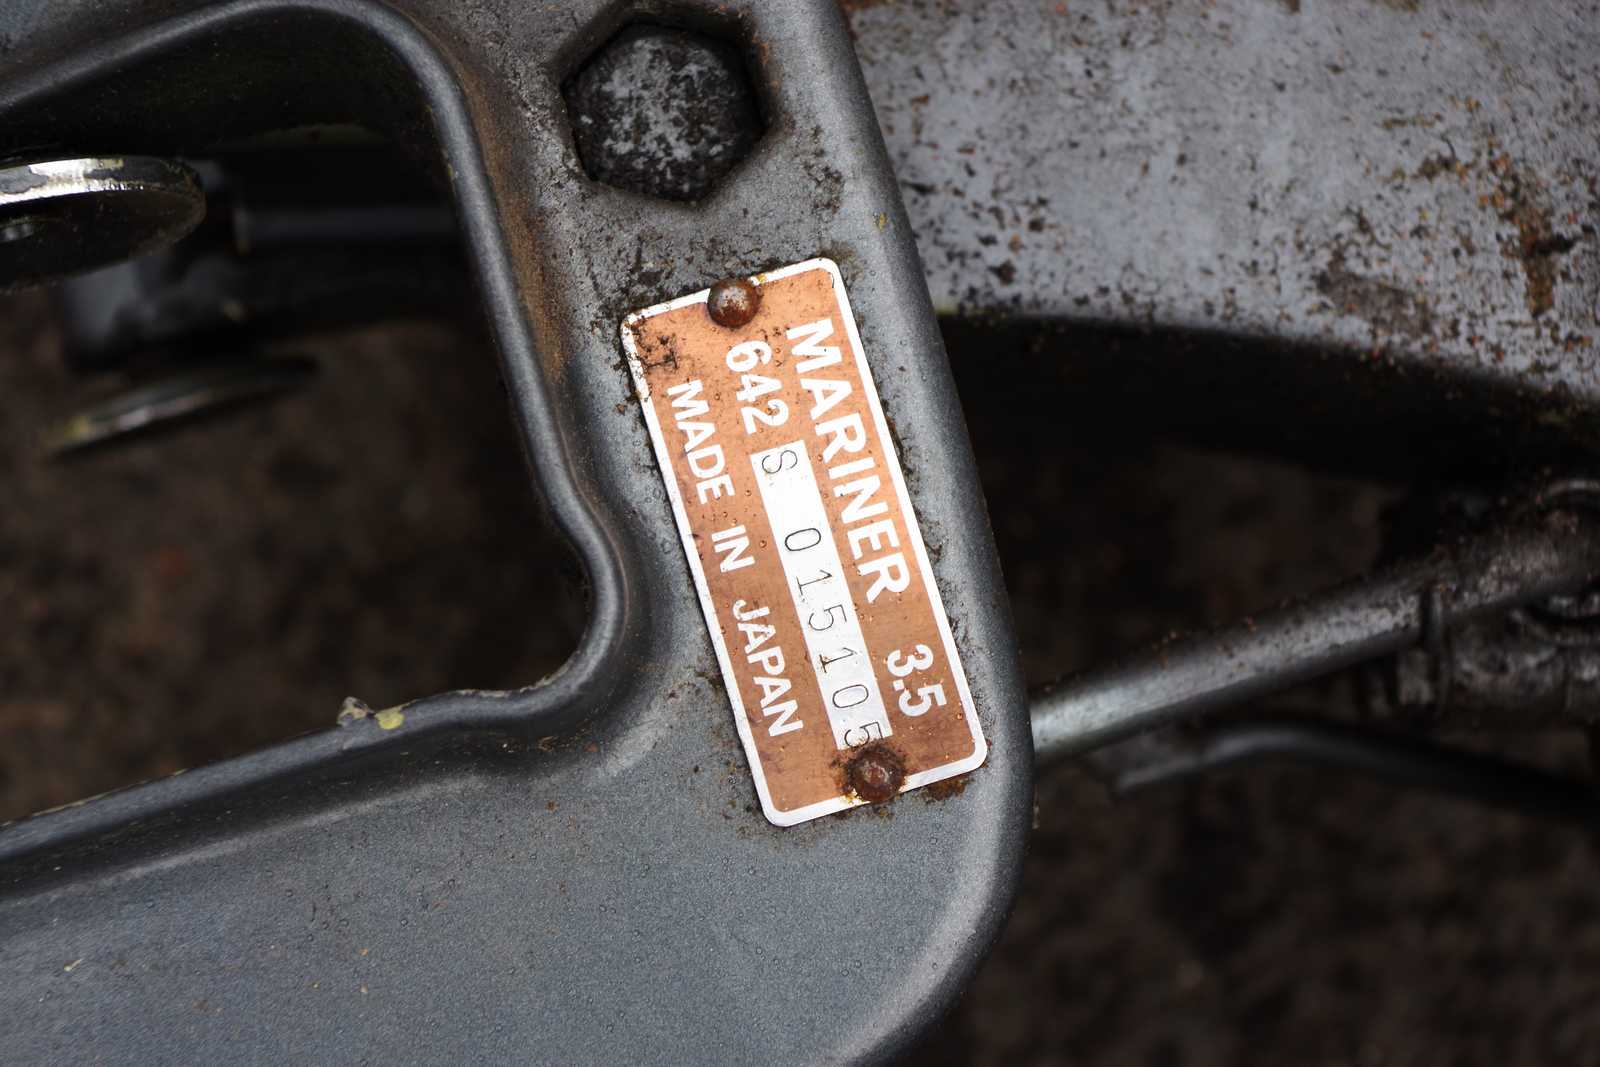 MARINER 3.5
642 S 015105
MADE IN JAPAN